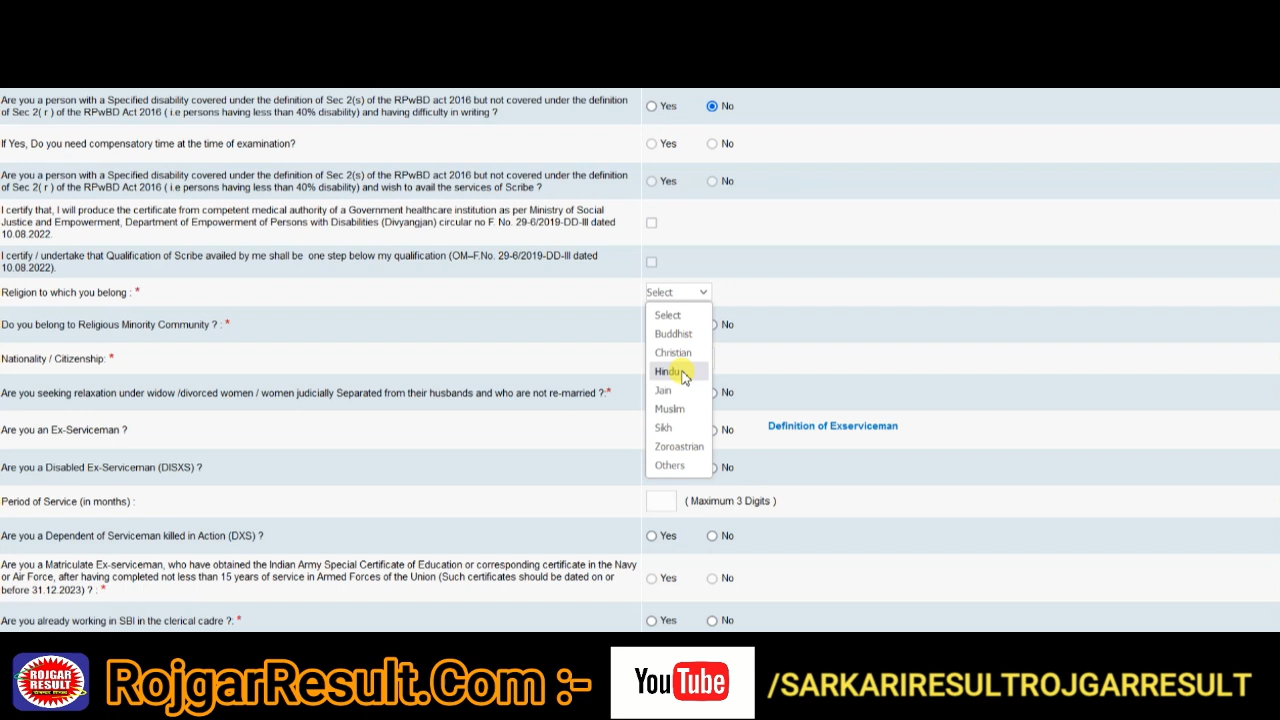 Are you a person with a Specified disability covered under the definition of Sec 2(s) of the RPwBD act 2016 but not covered under the definition
of Sec 2( r ) of the RPwBD Act 2016 ( i.e persons having less than 40% disability) and having difficulty in writing ?
Yes No
If Yes, Do you need compensatory time at the time of examination?
Yes No
Are you a person with a Specified disability covered under the definition of Sec 2(s) of the RPwBD act 2016 but not covered under the definition
of Sec 2( r ) of the RPwBD Act 2016 ( i.e persons having less than 40% disability) and wish to avail the services of Scribe ?
Yes No
I certify that, I will produce the certificate from competent medical authority of a Government healthcare institution as per Ministry of Social
Justice and Empowerment, Department of Empowerment of Persons with Disabilities (Divyangjan) circular no F. No. 29-6/2019-DD-III dated
10.08.2022.
I certify / undertake that Qualification of Scribe availed by me shall be one step below my qualification (OM–F.No. 29-6/2019-DD-III dated
10.08.2022).
Religion to which you belong : *
Select
Select
Buddhist
Christian
Hindu
Jain
Muslim
Sikh
Zoroastrian
Others
Do you belong to Religious Minority Community ? : *
No
Nationality / Citizenship: *
Are you seeking relaxation under widow /divorced women / women judicially Separated from their husbands and who are not re-married ?:*
No
Are you an Ex-Serviceman ?
No
Definition of Exserviceman
Are you a Disabled Ex-Serviceman (DISXS) ?
No
Period of Service (in months) :
( Maximum 3 Digits )
Are you a Dependent of Serviceman killed in Action (DXS) ?
Yes No
Are you a Matriculate Ex-serviceman, who have obtained the Indian Army Special Certificate of Education or corresponding certificate in the Navy
or Air Force, after having completed not less than 15 years of service in Armed Forces of the Union (Such certificates should be dated on or
before 31.12.2023) ? : *
Yes No
Are you already working in SBI in the clerical cadre ?: *
Yes No
ROJGAR
RESULT
RojgarResult.Com :-
YouTube
/SARKARIRESULTROJGARRESULT